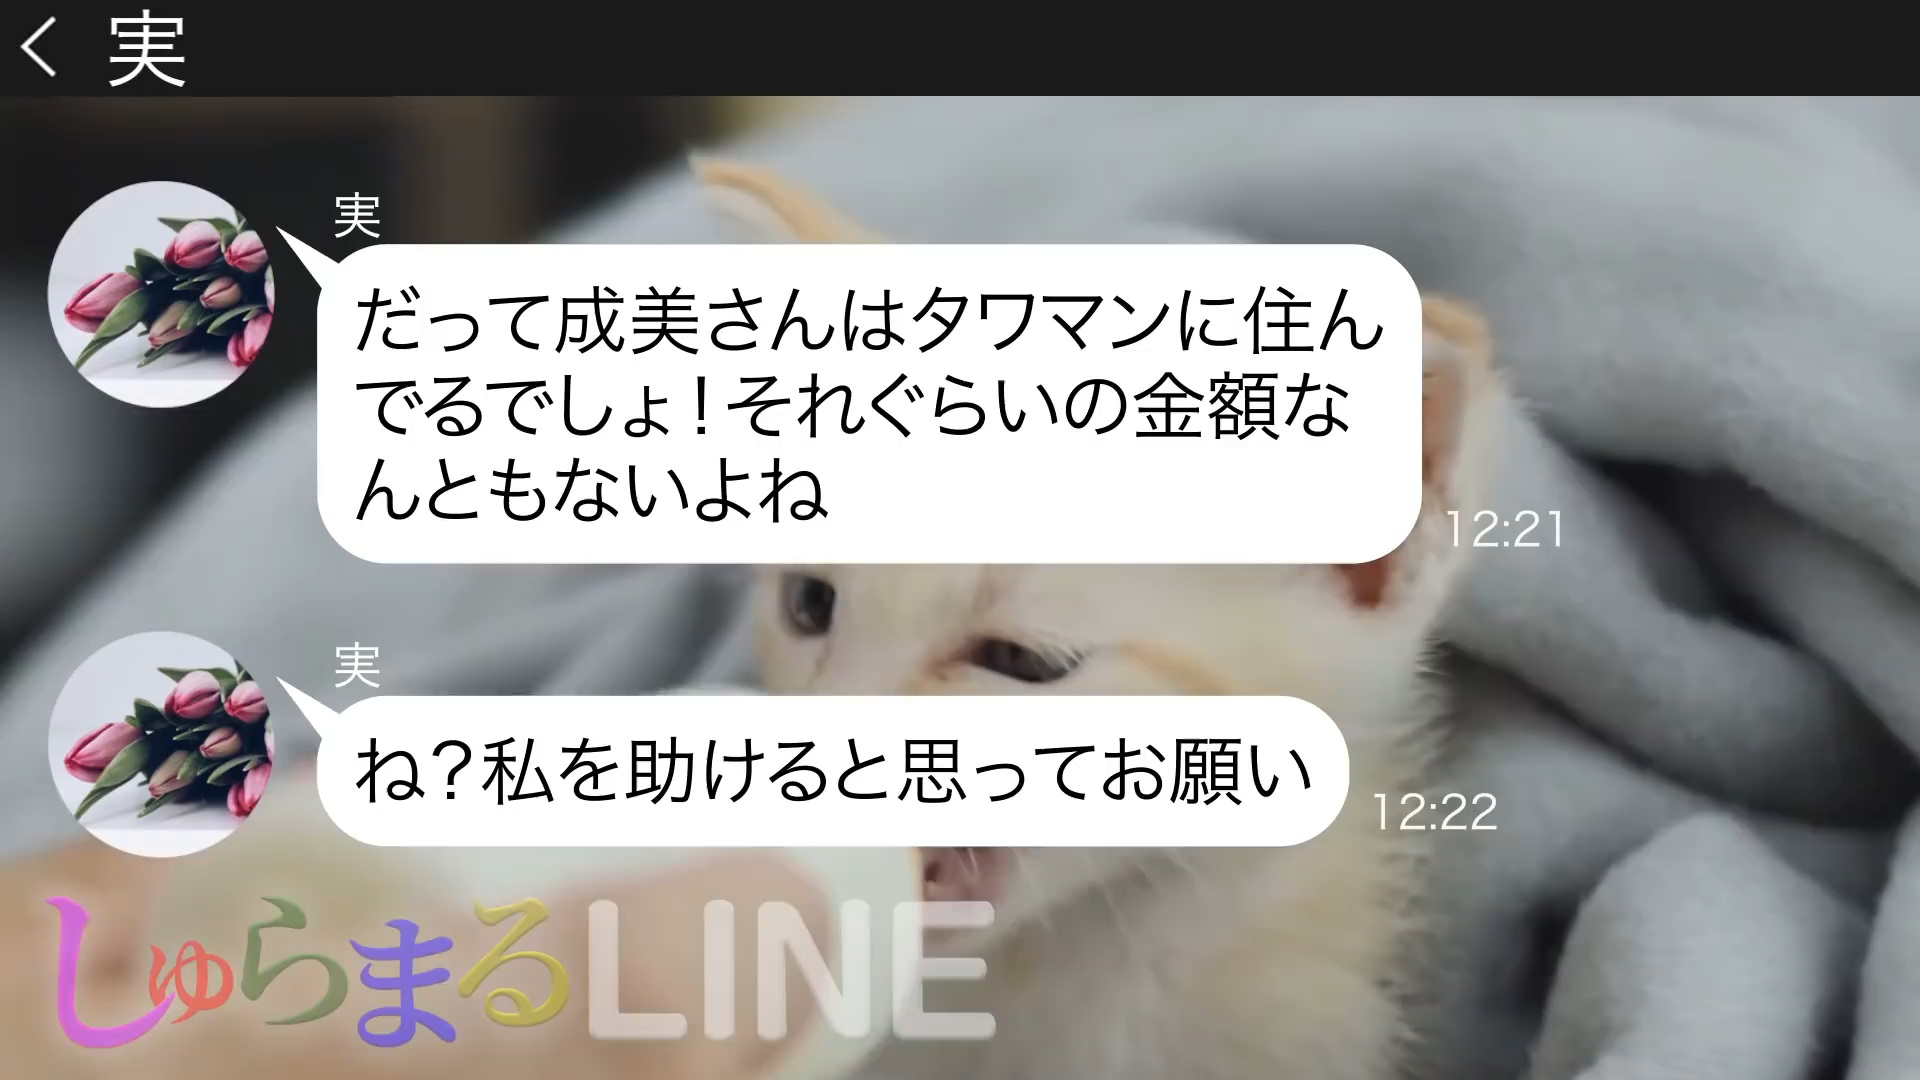 実
実
だって成美さんはタワマンに住ん
でるでしょ！それぐらいの金額な
んともないよね
12:21
実
ね？私を助けると思ってお願い
12:22
しゅらまるLINE